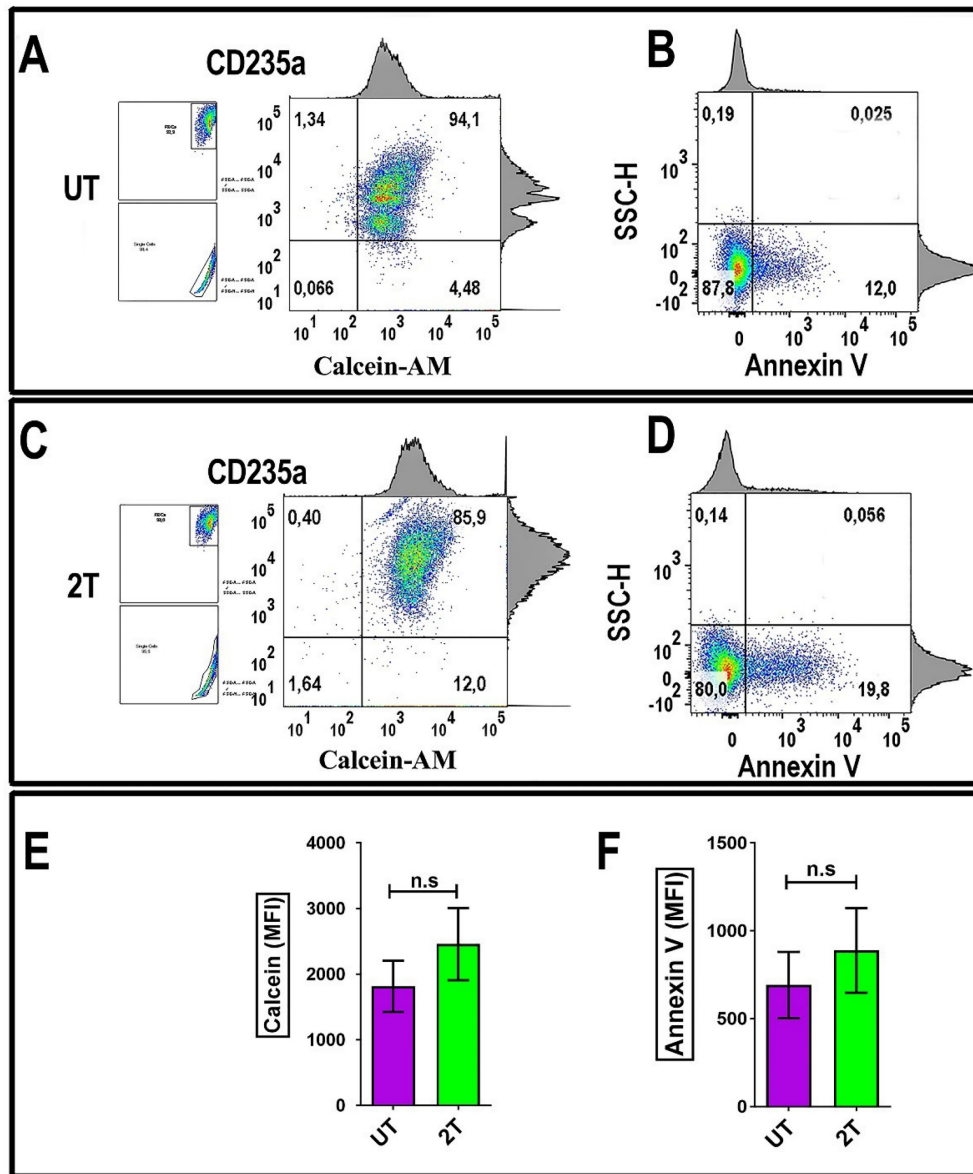 A
CD235a
UT
1,34
94,1
0,066
4,48
10^5
10^4
10^3
10^2
10^1
10^1 10^2 10^3 10^4 10^5
Calcein-AM
Single Cells
B
SSC-H
0,19
0,025
87,8
12,0
10^3
10^2
0
-10^2
0 10^3 10^4 10^5
Annexin V
C
CD235a
2T
0,40
85,9
1,64
12,0
10^5
10^4
10^3
10^2
10^1
10^1 10^2 10^3 10^4 10^5
Calcein-AM
Single Cells
D
SSC-H
0,14
0,056
80,0
19,8
10^3
10^2
0
-10^2
0 10^3 10^4 10^5
Annexin V
E
Calcein (MFI)
4000
3000
2000
1000
0
n.s
UT 2T
F
Annexin V (MFI)
1500
1000
500
0
n.s
UT 2T